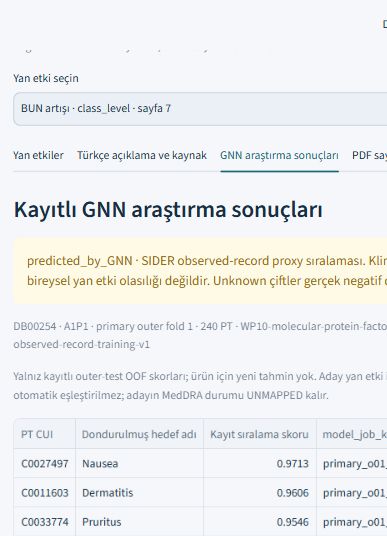 Yan etki seçin
BUN artışı · class_level · sayfa 7
Yan etkiler Türkçe açıklama ve kaynak GNN araştırma sonuçları PDF say
Kayıtlı GNN araştırma sonuçları
predicted_by_GNN · SIDER observed-record proxy sıralaması. Klin
bireysel yan etki olasılığı değildir. Unknown çiftler gerçek negatif d
DB00254 · A1P1 · primary outer fold 1 · 240 PT · WP10-molecular-protein-facto
observed-record-training-v1
Yalnız kayıtlı outer-test OOF skorları; ürün için yeni tahmin yok. Aday yan etki
otomatik eşleştirilmez; adayın MedDRA durumu UNMAPPED kalır.
PT CUI Dondurulmuş hedef adı Kayıt sıralama skoru model_job_k
C0027497 Nausea 0.9713 primary_o01_
C0011603 Dermatitis 0.9606 primary_o01_
C0033774 Pruritus 0.9546 primary_o01_